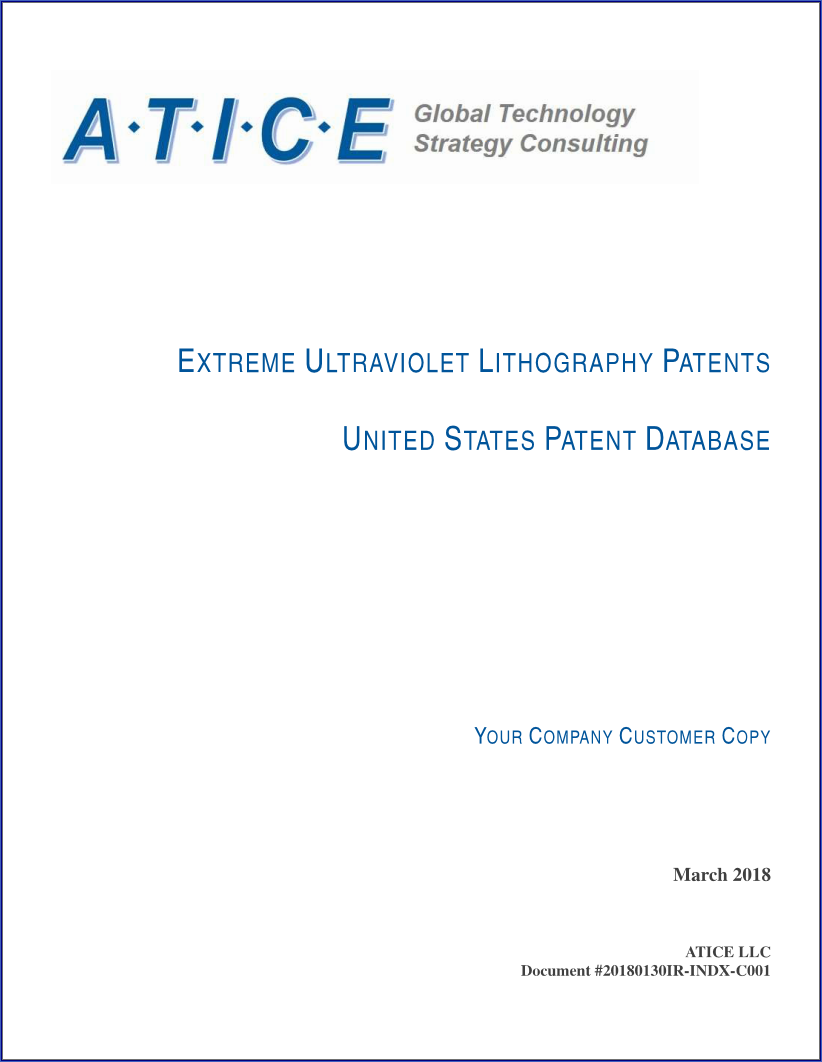 A·T·I·C·E
Global Technology
Strategy Consulting
EXTREME ULTRAVIOLET LITHOGRAPHY PATENTS
UNITED STATES PATENT DATABASE
YOUR COMPANY CUSTOMER COPY
March 2018
ATICE LLC
Document #20180130IR-INDX-C001